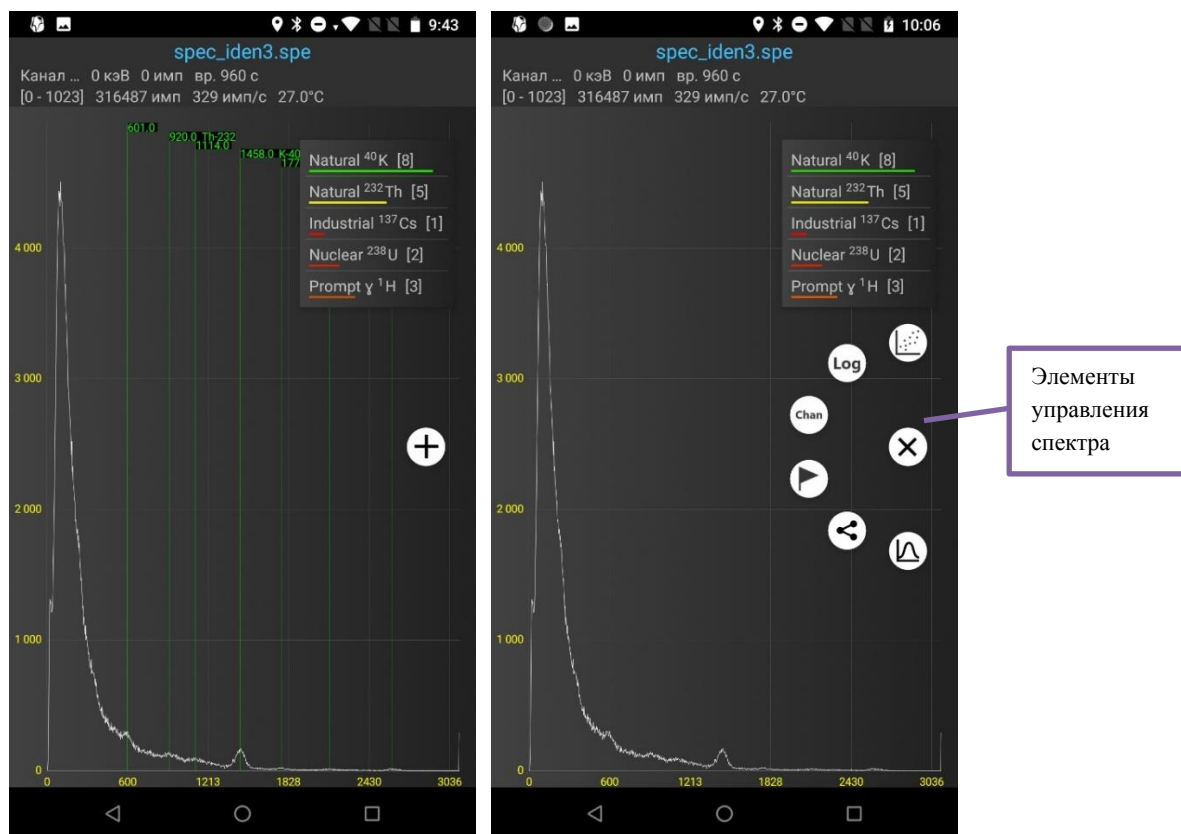 9:43
spec_iden3.spe
Канал ... 0 кэВ 0 имп вр. 960 с
[0 - 1023] 316487 имп 329 имп/с 27.0°C
601.0
920.0 Th-232
1114.0
1458.0 K-40
177
Natural ⁴⁰K [8]
Natural ²³²Th [5]
Industrial ¹³⁷Cs [1]
Nuclear ²³⁸U [2]
Prompt γ ¹H [3]
4 000
3 000
2 000
1 000
0
0 600 1213 1828 2430 3036
10:06
spec_iden3.spe
Канал ... 0 кэВ 0 имп вр. 960 с
[0 - 1023] 316487 имп 329 имп/с 27.0°C
Natural ⁴⁰K [8]
Natural ²³²Th [5]
Industrial ¹³⁷Cs [1]
Nuclear ²³⁸U [2]
Prompt γ ¹H [3]
Log
Chan
4 000
3 000
2 000
1 000
0
0 600 1213 1828 2430 3036
Элементы
управления
спектра